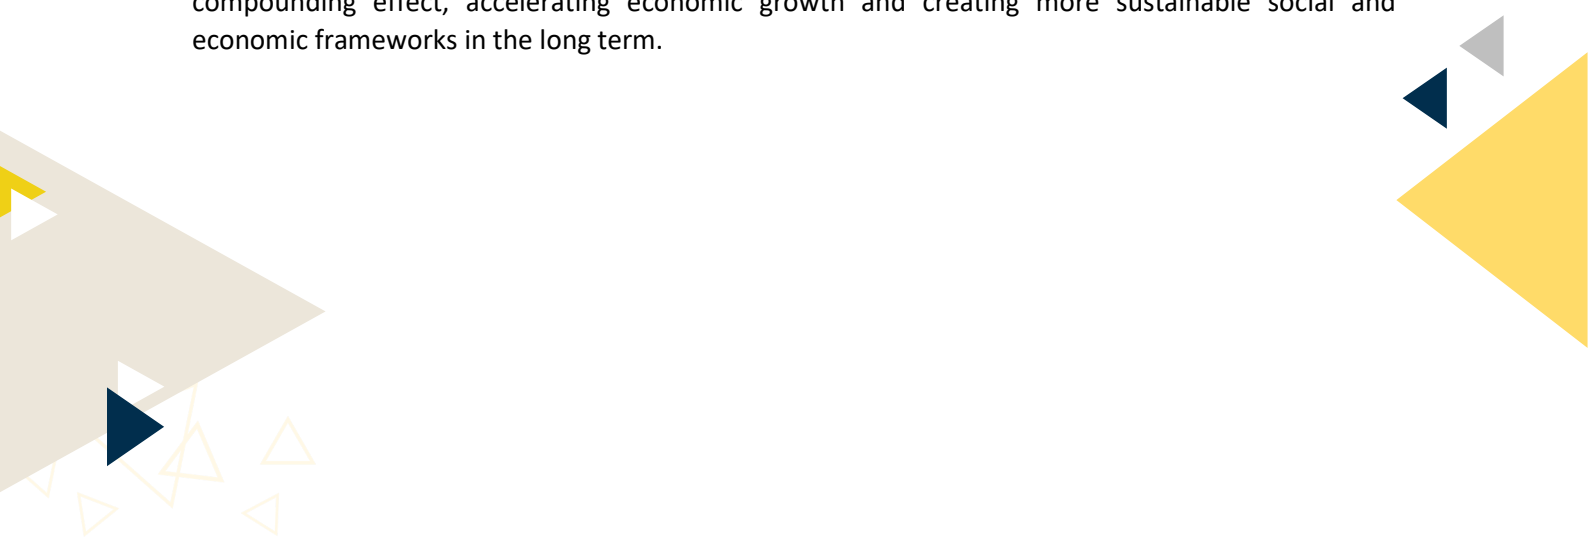 compounding effect, accelerating economic growth and creating more sustainable social and
economic frameworks in the long term.